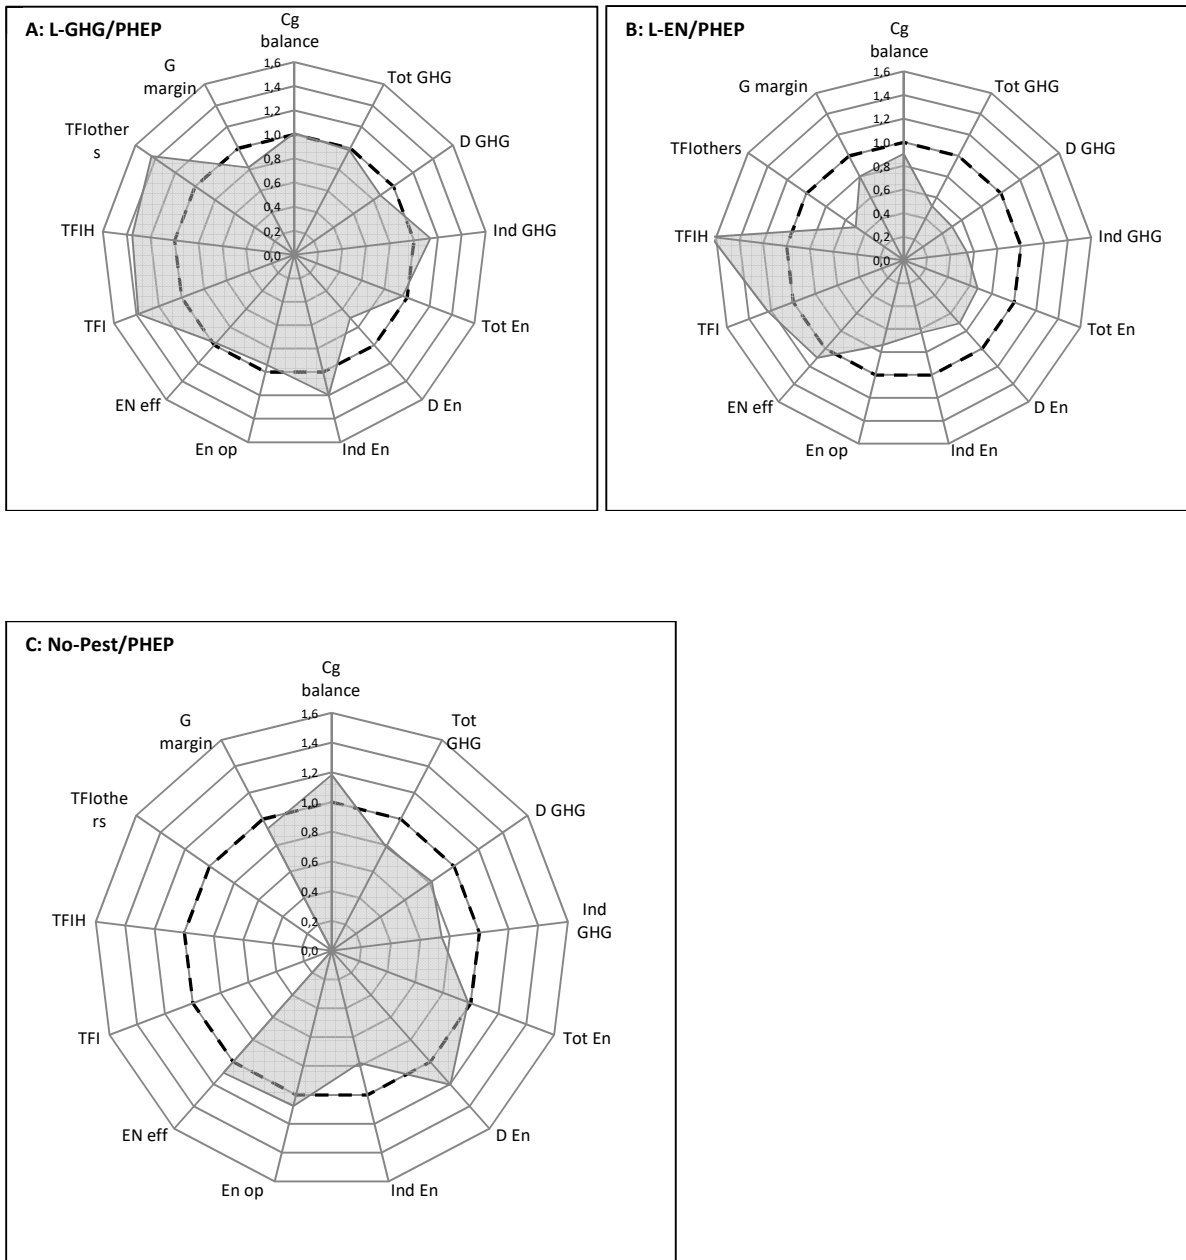 A: L-GHG/PHEP
Cg
balance
Tot GHG
D GHG
Ind GHG
Tot En
D En
Ind En
En op
EN eff
TFI
TFIH
TFIother
s
G
margin
1,6
1,4
1,2
1,0
0,8
0,6
0,4
0,2
0,0
B: L-EN/PHEP
Cg
balance
Tot GHG
D GHG
Ind GHG
Tot En
D En
Ind En
En op
EN eff
TFI
TFIH
TFIothers
G margin
1,6
1,4
1,2
1,0
0,8
0,6
0,4
0,2
0,0
C: No-Pest/PHEP
Cg
balance
Tot
GHG
D GHG
Ind
GHG
Tot En
D En
Ind En
En op
EN eff
TFI
TFIH
TFIothe
rs
G
margin
1,6
1,4
1,2
1,0
0,8
0,6
0,4
0,2
0,0